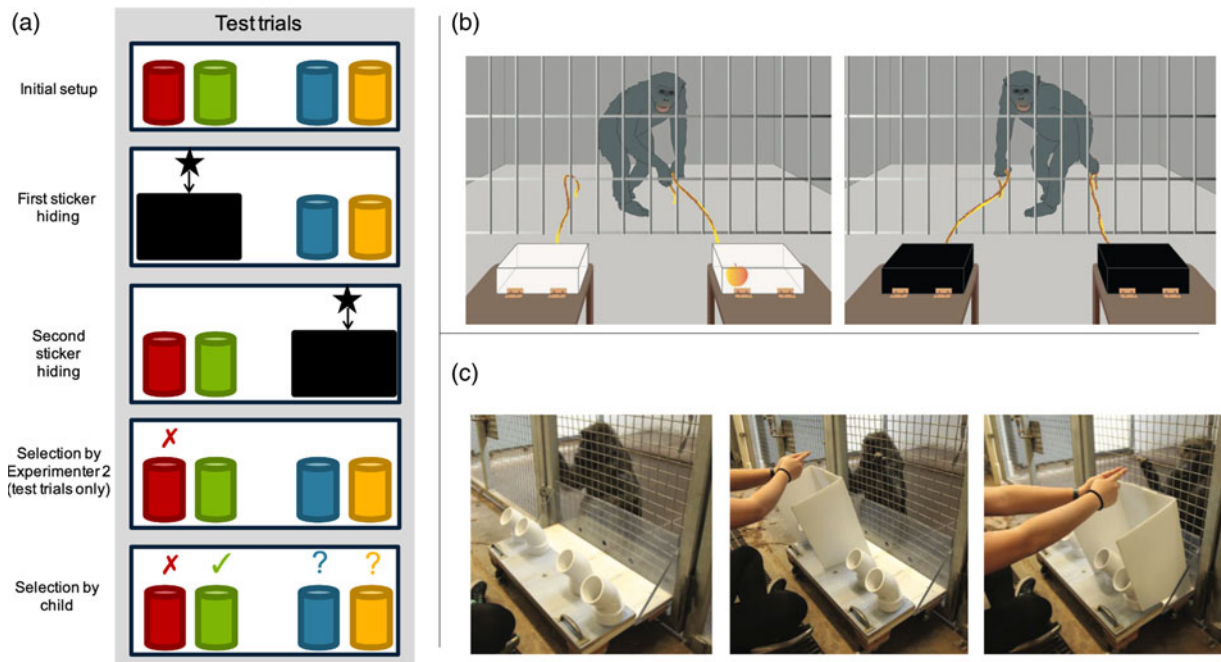 (a)
Test trials
Initial setup
First sticker
hiding
Second
sticker
hiding
✗
Selection by
Experimenter 2
(test trials only)
✗ ✓ ? ?
Selection by
child
(b)
(c)